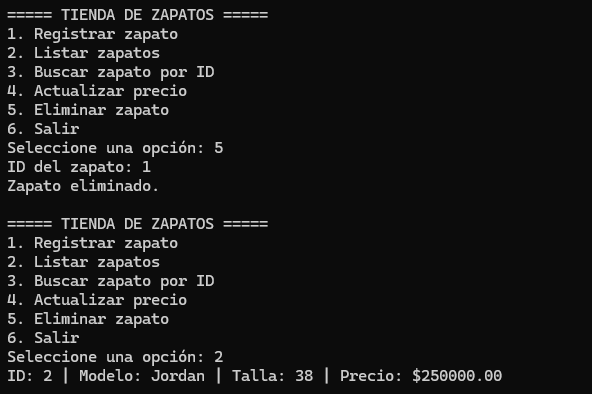 ===== TIENDA DE ZAPATOS =====
1. Registrar zapato
2. Listar zapatos
3. Buscar zapato por ID
4. Actualizar precio
5. Eliminar zapato
6. Salir
Seleccione una opción: 5
ID del zapato: 1
Zapato eliminado.

===== TIENDA DE ZAPATOS =====
1. Registrar zapato
2. Listar zapatos
3. Buscar zapato por ID
4. Actualizar precio
5. Eliminar zapato
6. Salir
Seleccione una opción: 2
ID: 2 | Modelo: Jordan | Talla: 38 | Precio: $250000.00